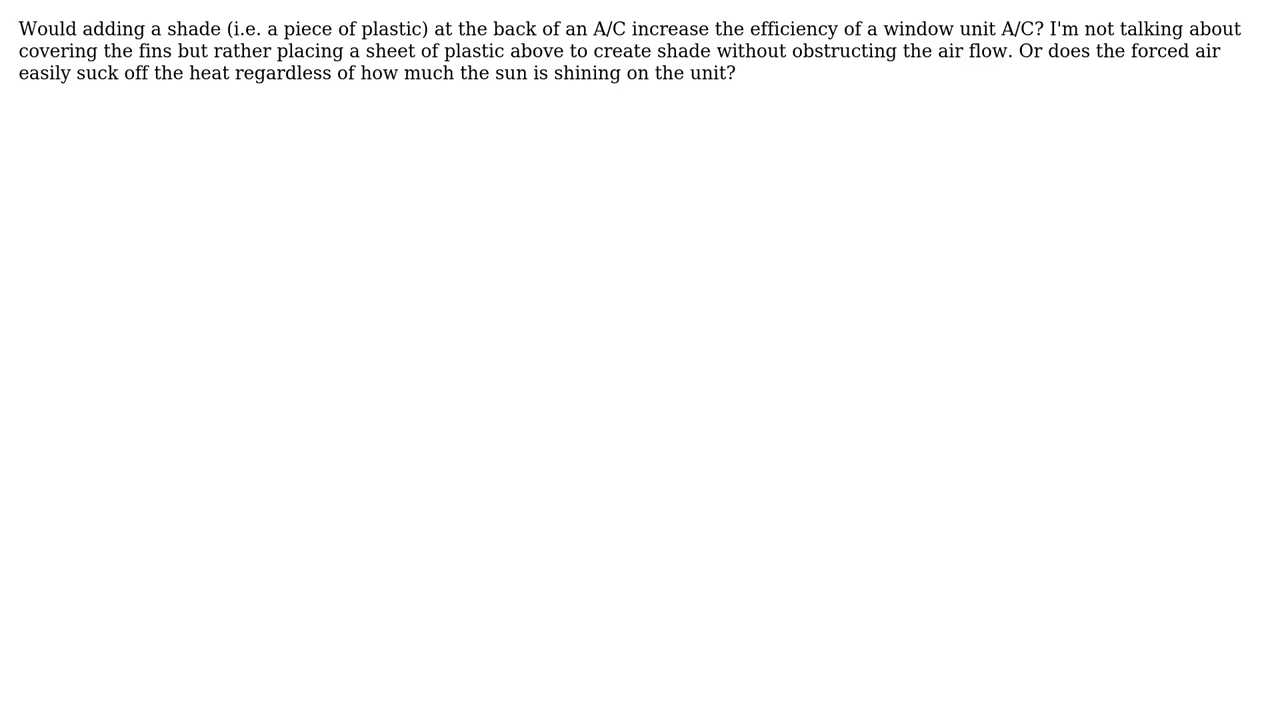 Would adding a shade (i.e. a piece of plastic) at the back of an A/C increase the efficiency of a window unit A/C? I'm not talking about
covering the fins but rather placing a sheet of plastic above to create shade without obstructing the air flow. Or does the forced air
easily suck off the heat regardless of how much the sun is shining on the unit?